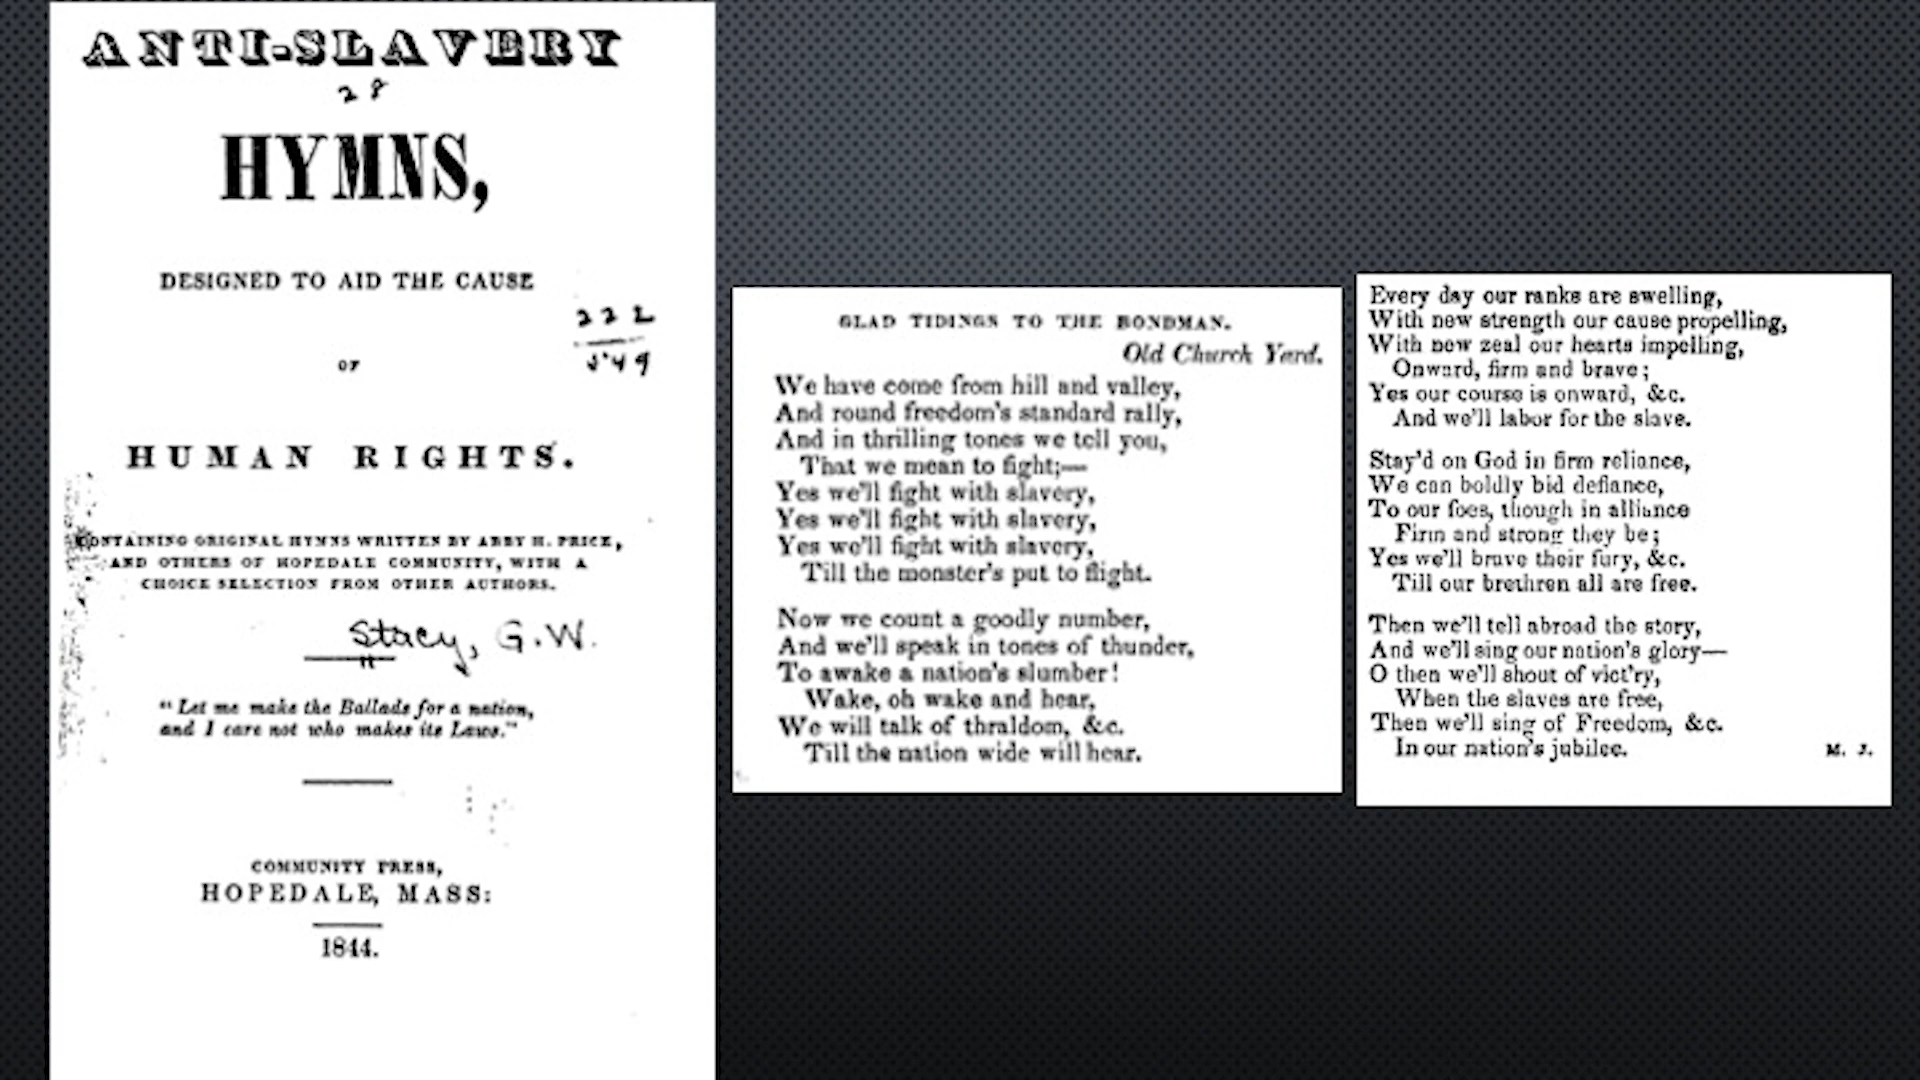 ANTI-SLAVERY
28
HYMNS,
DESIGNED TO AID THE CAUSE
OF
HUMAN RIGHTS.
222
549
CONTAINING ORIGINAL HYMNS WRITTEN BY ABBY H. PRICE,
AND OTHERS OF HOPEDALE COMMUNITY, WITH A
CHOICE SELECTION FROM OTHER AUTHORS.
Stacy, G.W.
"Let me make the Ballads for a nation,
and I care not who makes its Laws."
COMMUNITY PRESS,
HOPEDALE, MASS:
1844.
GLAD TIDINGS TO THE BONDMAN.
Old Church Yard.
We have come from hill and valley,
And round freedom's standard rally,
And in thrilling tones we tell you,
That we mean to fight;—
Yes we'll fight with slavery,
Yes we'll fight with slavery,
Yes we'll fight with slavery,
Till the monster's put to flight.
Now we count a goodly number,
And we'll speak in tones of thunder,
To awake a nation's slumber!
Wake, oh wake and hear,
We will talk of thraldom, &c.
Till the nation wide will hear.
Every day our ranks are swelling,
With new strength our cause propelling,
With new zeal our hearts impelling,
Onward, firm and brave;
Yes our course is onward, &c.
And we'll labor for the slave.
Stay'd on God in firm reliance,
We can boldly bid defiance,
To our foes, though in alliance
Firm and strong they be;
Yes we'll brave their fury, &c.
Till our brethren all are free.
Then we'll tell abroad the story,
And we'll sing our nation's glory—
O then we'll shout of vict'ry,
When the slaves are free,
Then we'll sing of Freedom, &c.
In our nation's jubilee.
M. J.